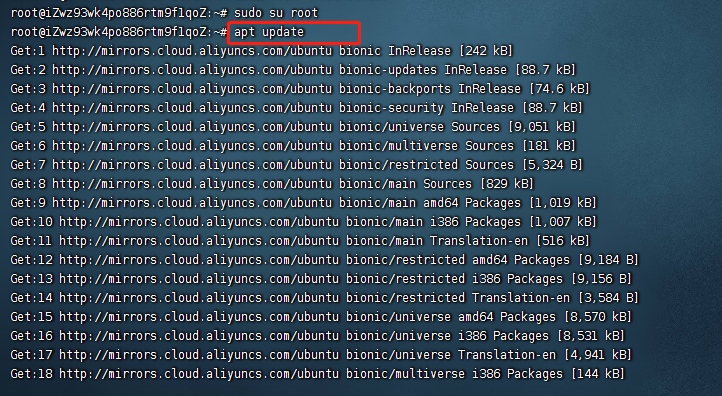 root@iZwz93wk4po886rtm9f1qoZ:~# sudo su root
root@iZwz93wk4po886rtm9f1qoZ:~# apt update
Get:1 http://mirrors.cloud.aliyuncs.com/ubuntu bionic InRelease [242 kB]
Get:2 http://mirrors.cloud.aliyuncs.com/ubuntu bionic-updates InRelease [88.7 kB]
Get:3 http://mirrors.cloud.aliyuncs.com/ubuntu bionic-backports InRelease [74.6 kB]
Get:4 http://mirrors.cloud.aliyuncs.com/ubuntu bionic-security InRelease [88.7 kB]
Get:5 http://mirrors.cloud.aliyuncs.com/ubuntu bionic/universe Sources [9,051 kB]
Get:6 http://mirrors.cloud.aliyuncs.com/ubuntu bionic/multiverse Sources [181 kB]
Get:7 http://mirrors.cloud.aliyuncs.com/ubuntu bionic/restricted Sources [5,324 B]
Get:8 http://mirrors.cloud.aliyuncs.com/ubuntu bionic/main Sources [829 kB]
Get:9 http://mirrors.cloud.aliyuncs.com/ubuntu bionic/main amd64 Packages [1,019 kB]
Get:10 http://mirrors.cloud.aliyuncs.com/ubuntu bionic/main i386 Packages [1,007 kB]
Get:11 http://mirrors.cloud.aliyuncs.com/ubuntu bionic/main Translation-en [516 kB]
Get:12 http://mirrors.cloud.aliyuncs.com/ubuntu bionic/restricted amd64 Packages [9,184 B]
Get:13 http://mirrors.cloud.aliyuncs.com/ubuntu bionic/restricted i386 Packages [9,156 B]
Get:14 http://mirrors.cloud.aliyuncs.com/ubuntu bionic/restricted Translation-en [3,584 B]
Get:15 http://mirrors.cloud.aliyuncs.com/ubuntu bionic/universe amd64 Packages [8,570 kB]
Get:16 http://mirrors.cloud.aliyuncs.com/ubuntu bionic/universe i386 Packages [8,531 kB]
Get:17 http://mirrors.cloud.aliyuncs.com/ubuntu bionic/universe Translation-en [4,941 kB]
Get:18 http://mirrors.cloud.aliyuncs.com/ubuntu bionic/multiverse i386 Packages [144 kB]